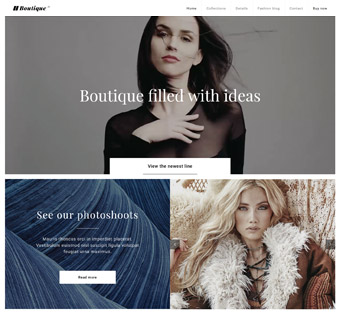 Boutique
Home Collections Details Fashion blog Contact Buy now
Boutique filled with ideas
View the newest line
See our photoshoots
Mauris rhoncus orci in imperdiet placerat.
Vestibulum euismod nisl suscipit ligula volutpat
feugiat urna maximus.
Read more